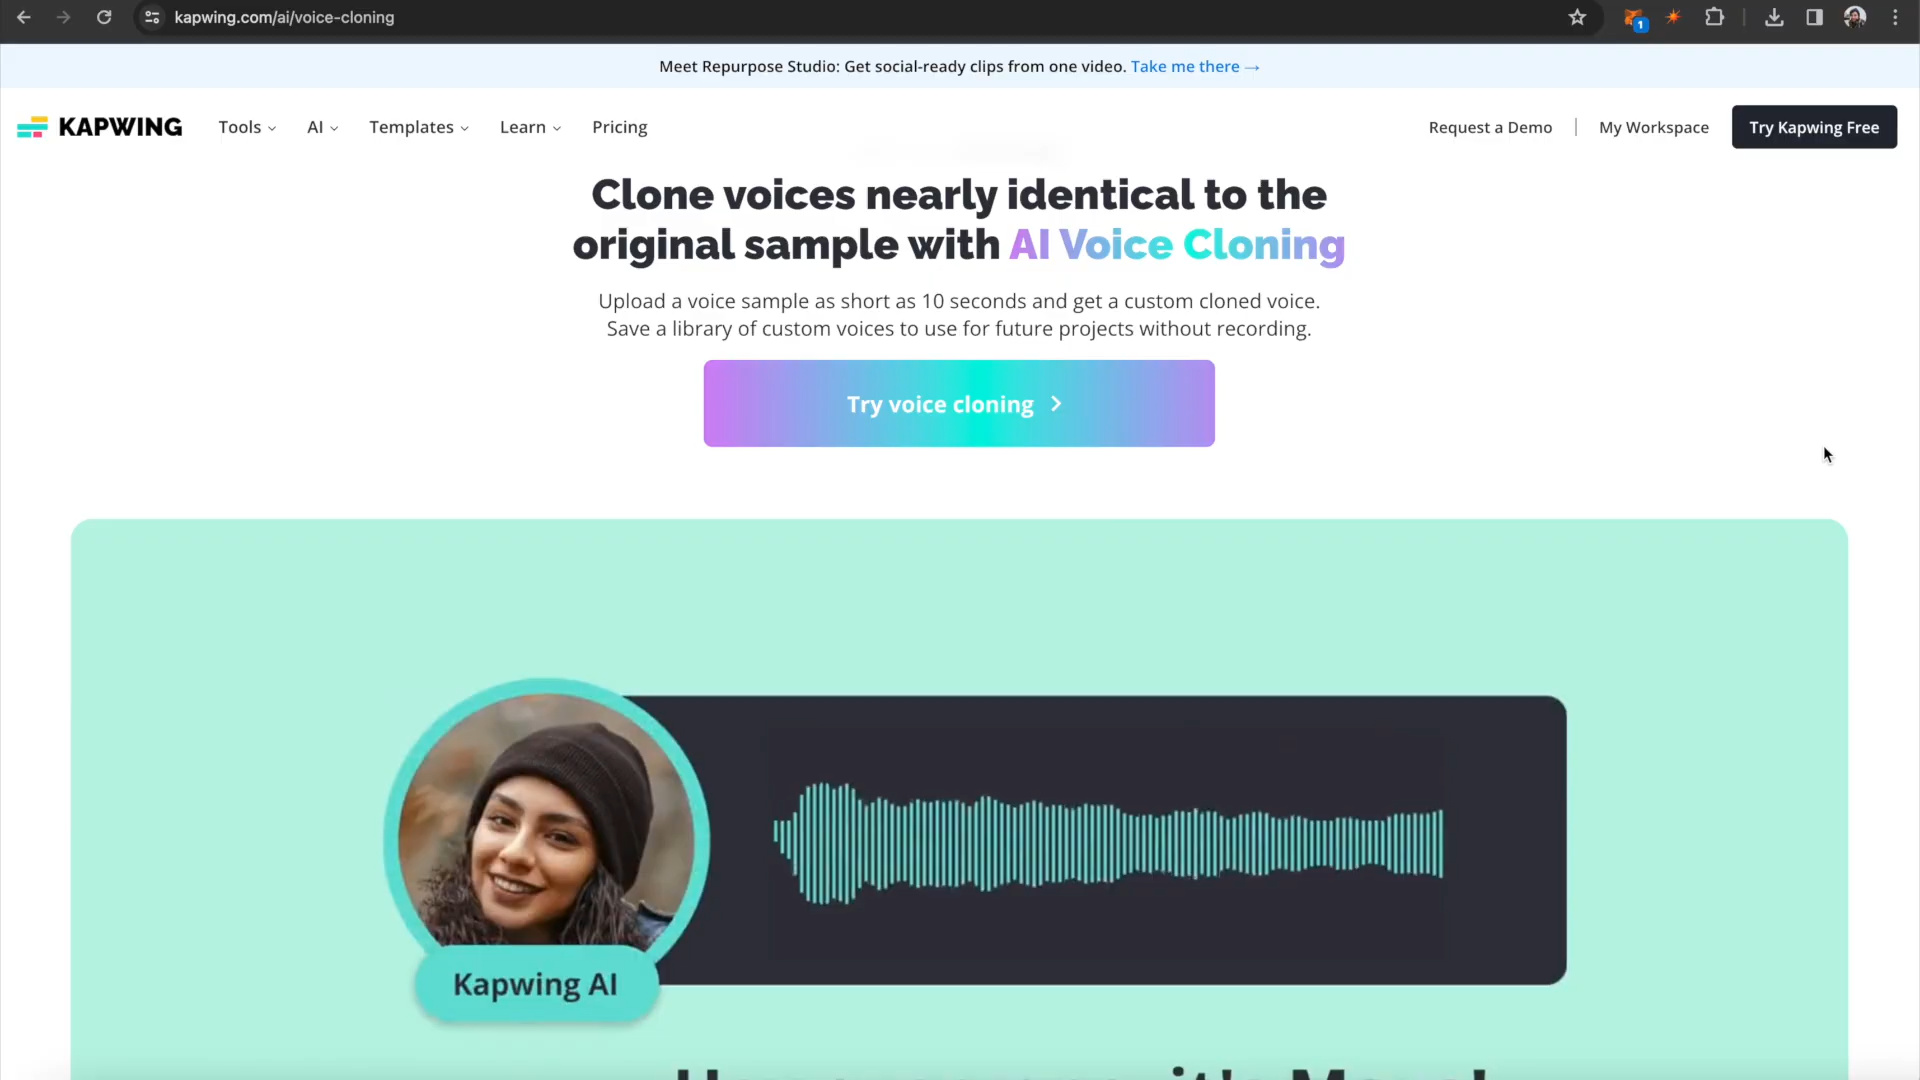 kapwing.com/ai/voice-cloning
1
Meet Repurpose Studio: Get social-ready clips from one video. Take me there →
KAPWING Tools AI Templates Learn Pricing Request a Demo | My Workspace Try Kapwing Free
Clone voices nearly identical to the
original sample with AI Voice Cloning
Upload a voice sample as short as 10 seconds and get a custom cloned voice.
Save a library of custom voices to use for future projects without recording.
Try voice cloning >
Kapwing AI